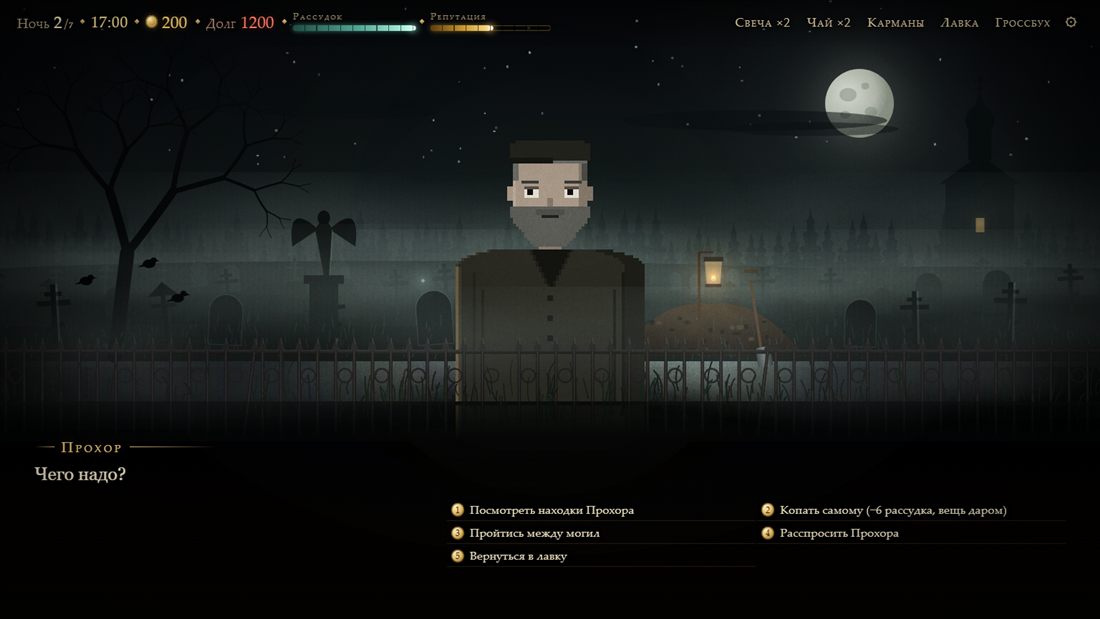 Ночь 2/7 ◆ 17:00 ◆ 200 ◆ Долг 1200 ◆ Рассудок ◆ Репутация Свеча ×2 Чай ×2 Карманы Лавка Гроссбух
Прохор
Чего надо?
1 Посмотреть находки Прохора
2 Копать самому (−6 рассудка, вещь даром)
3 Пройтись между могил
4 Расспросить Прохора
5 Вернуться в лавку